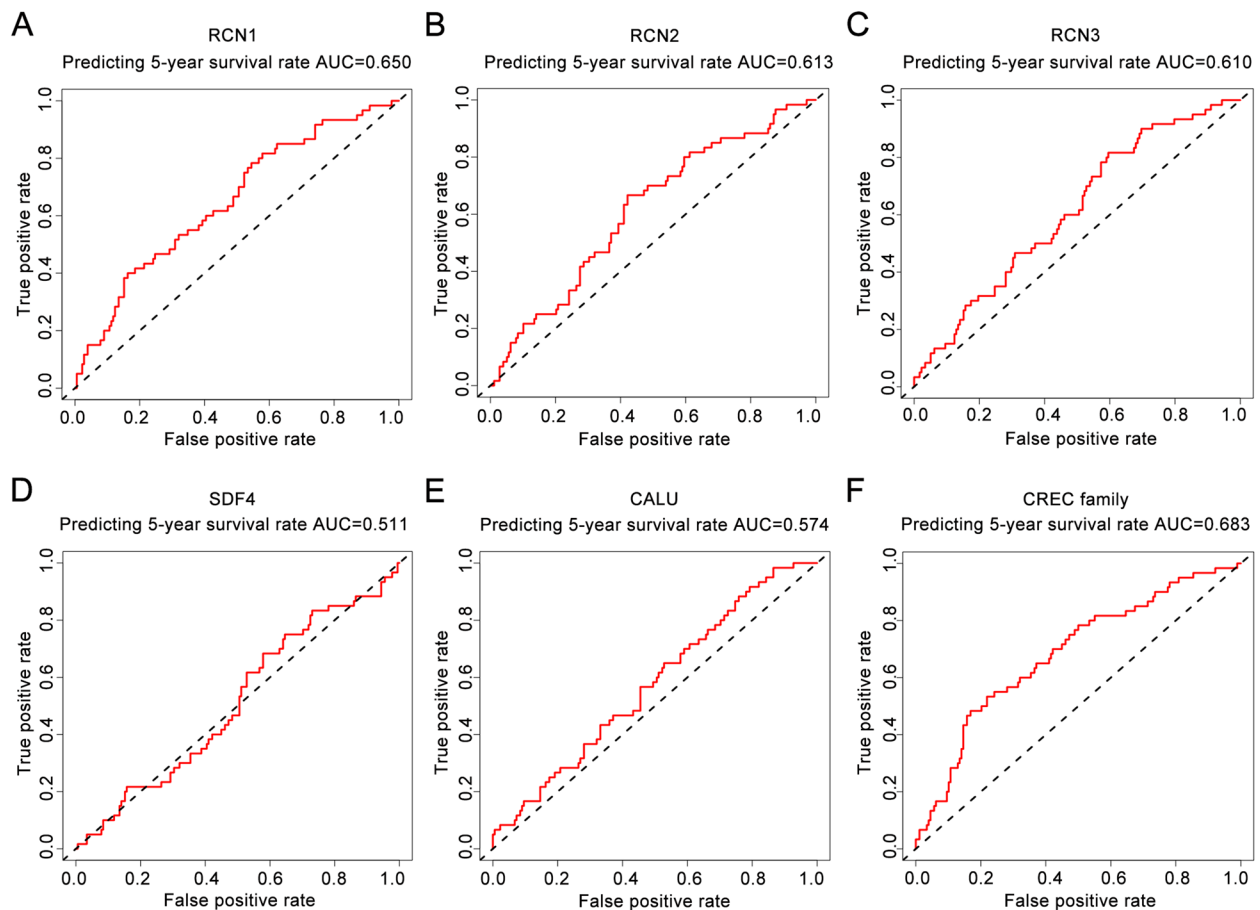 A
RCN1
Predicting 5-year survival rate AUC=0.650
True positive rate
1.0
0.8
0.6
0.4
0.2
0.0
0.0 0.2 0.4 0.6 0.8 1.0
False positive rate
B
RCN2
Predicting 5-year survival rate AUC=0.613
True positive rate
1.0
0.8
0.6
0.4
0.2
0.0
0.0 0.2 0.4 0.6 0.8 1.0
False positive rate
C
RCN3
Predicting 5-year survival rate AUC=0.610
True positive rate
1.0
0.8
0.6
0.4
0.2
0.0
0.0 0.2 0.4 0.6 0.8 1.0
False positive rate
D
SDF4
Predicting 5-year survival rate AUC=0.511
True positive rate
1.0
0.8
0.6
0.4
0.2
0.0
0.0 0.2 0.4 0.6 0.8 1.0
False positive rate
E
CALU
Predicting 5-year survival rate AUC=0.574
True positive rate
1.0
0.8
0.6
0.4
0.2
0.0
0.0 0.2 0.4 0.6 0.8 1.0
False positive rate
F
CREC family
Predicting 5-year survival rate AUC=0.683
True positive rate
1.0
0.8
0.6
0.4
0.2
0.0
0.0 0.2 0.4 0.6 0.8 1.0
False positive rate